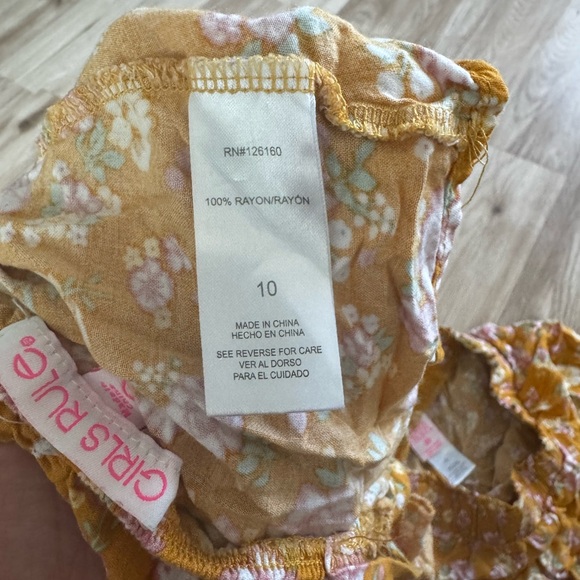 RN#126160
100% RAYON/RAYÓN
10
MADE IN CHINA
HECHO EN CHINA
SEE REVERSE FOR CARE
VER AL DORSO
PARA EL CUIDADO
GIRLS RULE